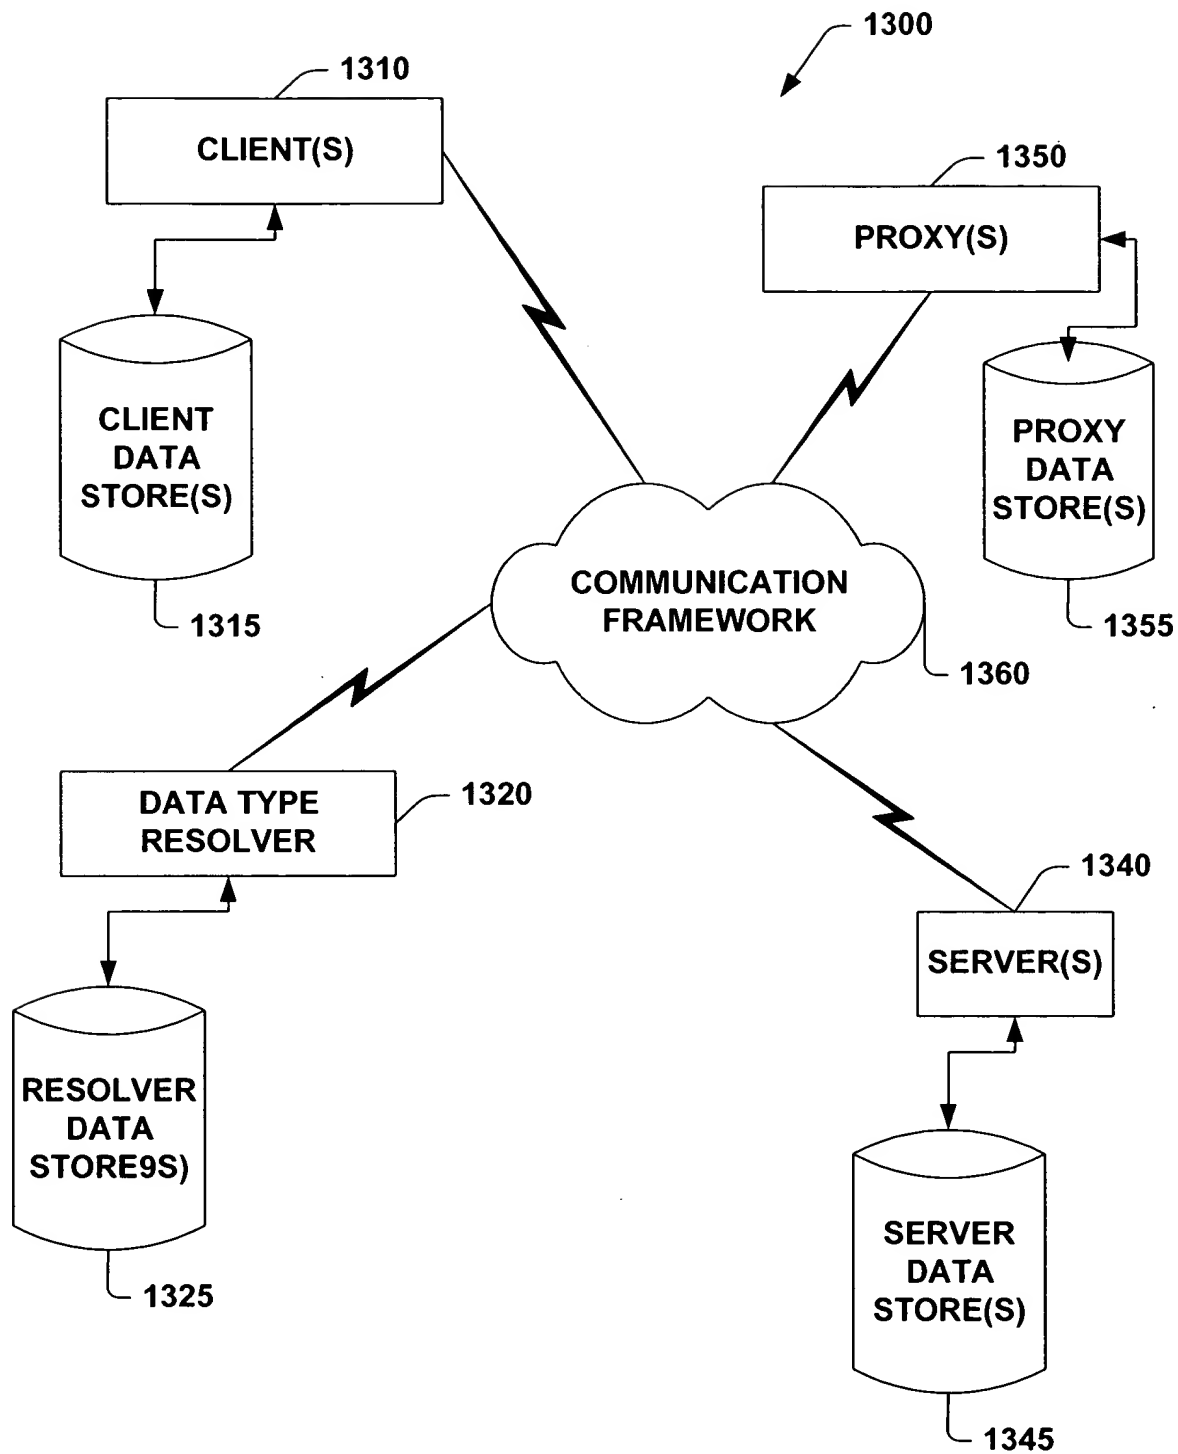 1300
1310
CLIENT(S)
1350
PROXY(S)
CLIENT
DATA
STORE(S)
1315
PROXY
DATA
STORE(S)
1355
COMMUNICATION
FRAMEWORK
1360
DATA TYPE
RESOLVER
1320
1340
SERVER(S)
RESOLVER
DATA
STORE9S)
1325
SERVER
DATA
STORE(S)
1345